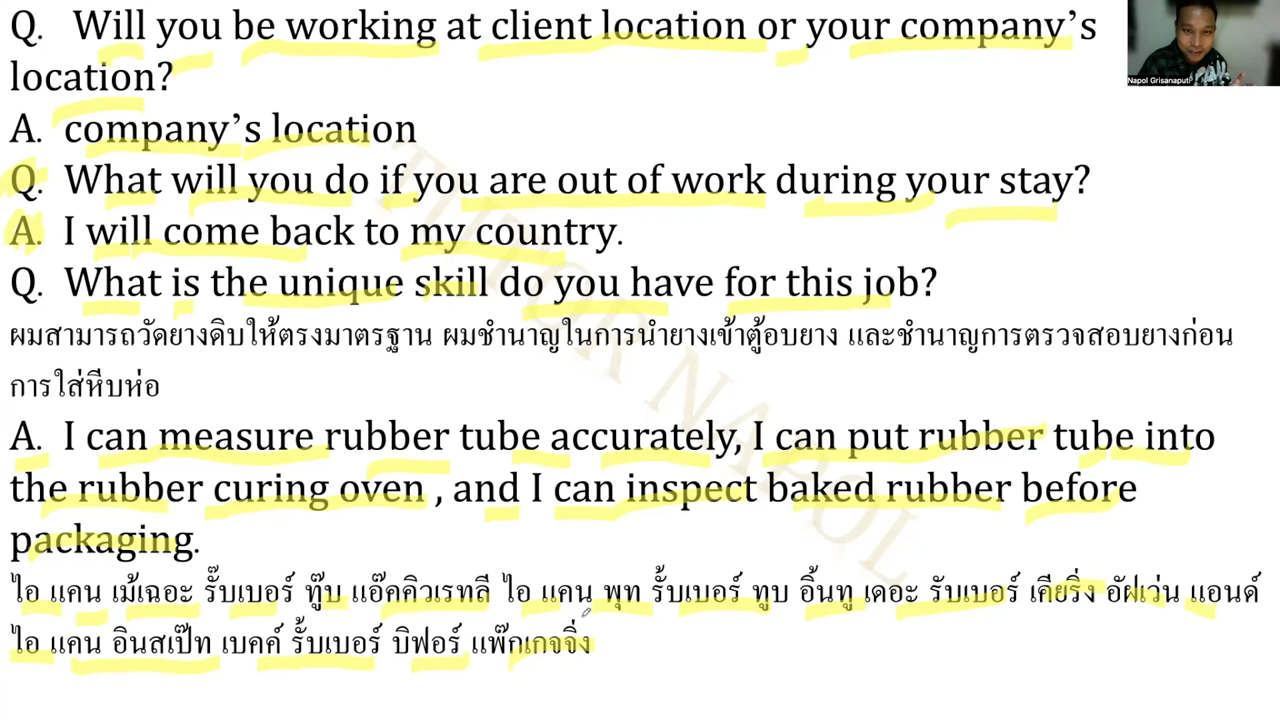 Q. Will you be working at client location or your company's
location?
A. company's location
Q. What will you do if you are out of work during your stay?
A. I will come back to my country.
Q. What is the unique skill do you have for this job?
ผมสามารถวัดยางดิบให้ตรงมาตรฐาน ผมชำนาญในการนำยางเข้าตู้อบยาง และชำนาญการตรวจสอบยางก่อน
การใส่หีบห่อ
A. I can measure rubber tube accurately, I can put rubber tube into
the rubber curing oven , and I can inspect baked rubber before
packaging.
ไอ แคน เม้เฉอะ รั๊บเบอร์ ทู๊บ แอ๊คคิวเรทลี ไอ แคน พุท รั้บเบอร์ ทูบ อิ้นทู เดอะ รับเบอร์ เคียริ่ง อัฝเว่น แอนด์
ไอ แคน อินสเป๊ท เบคค์ รั้บเบอร์ บิฟอร์ แพ๊กเกจจิ่ง
TUTOR NAPOL
Napol Grisanaputi